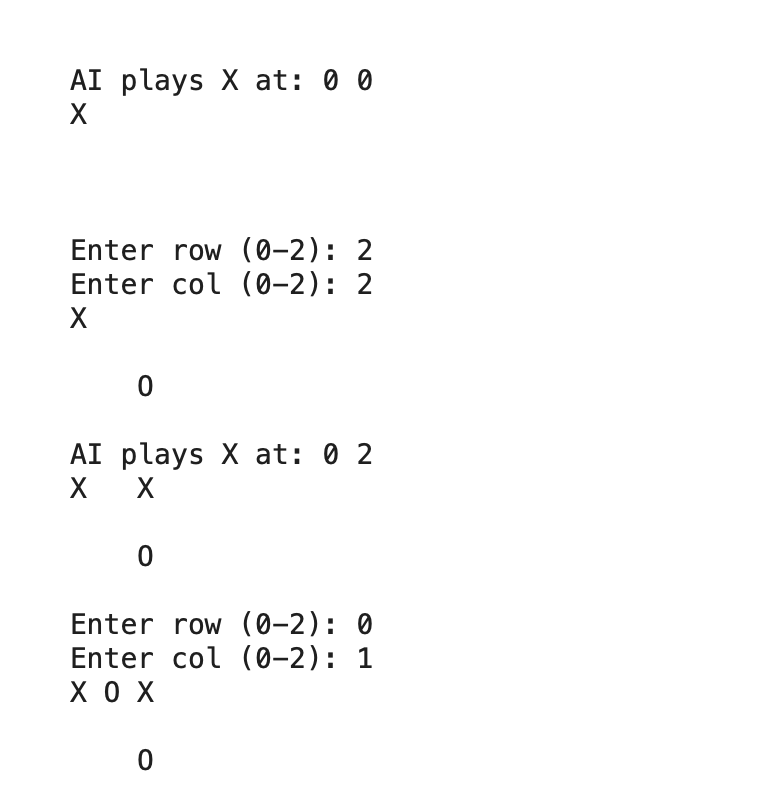 AI plays X at: 0 0
X
Enter row (0-2): 2
Enter col (0-2): 2
X
    O
AI plays X at: 0 2
X   X
    O
Enter row (0-2): 0
Enter col (0-2): 1
X O X
    O